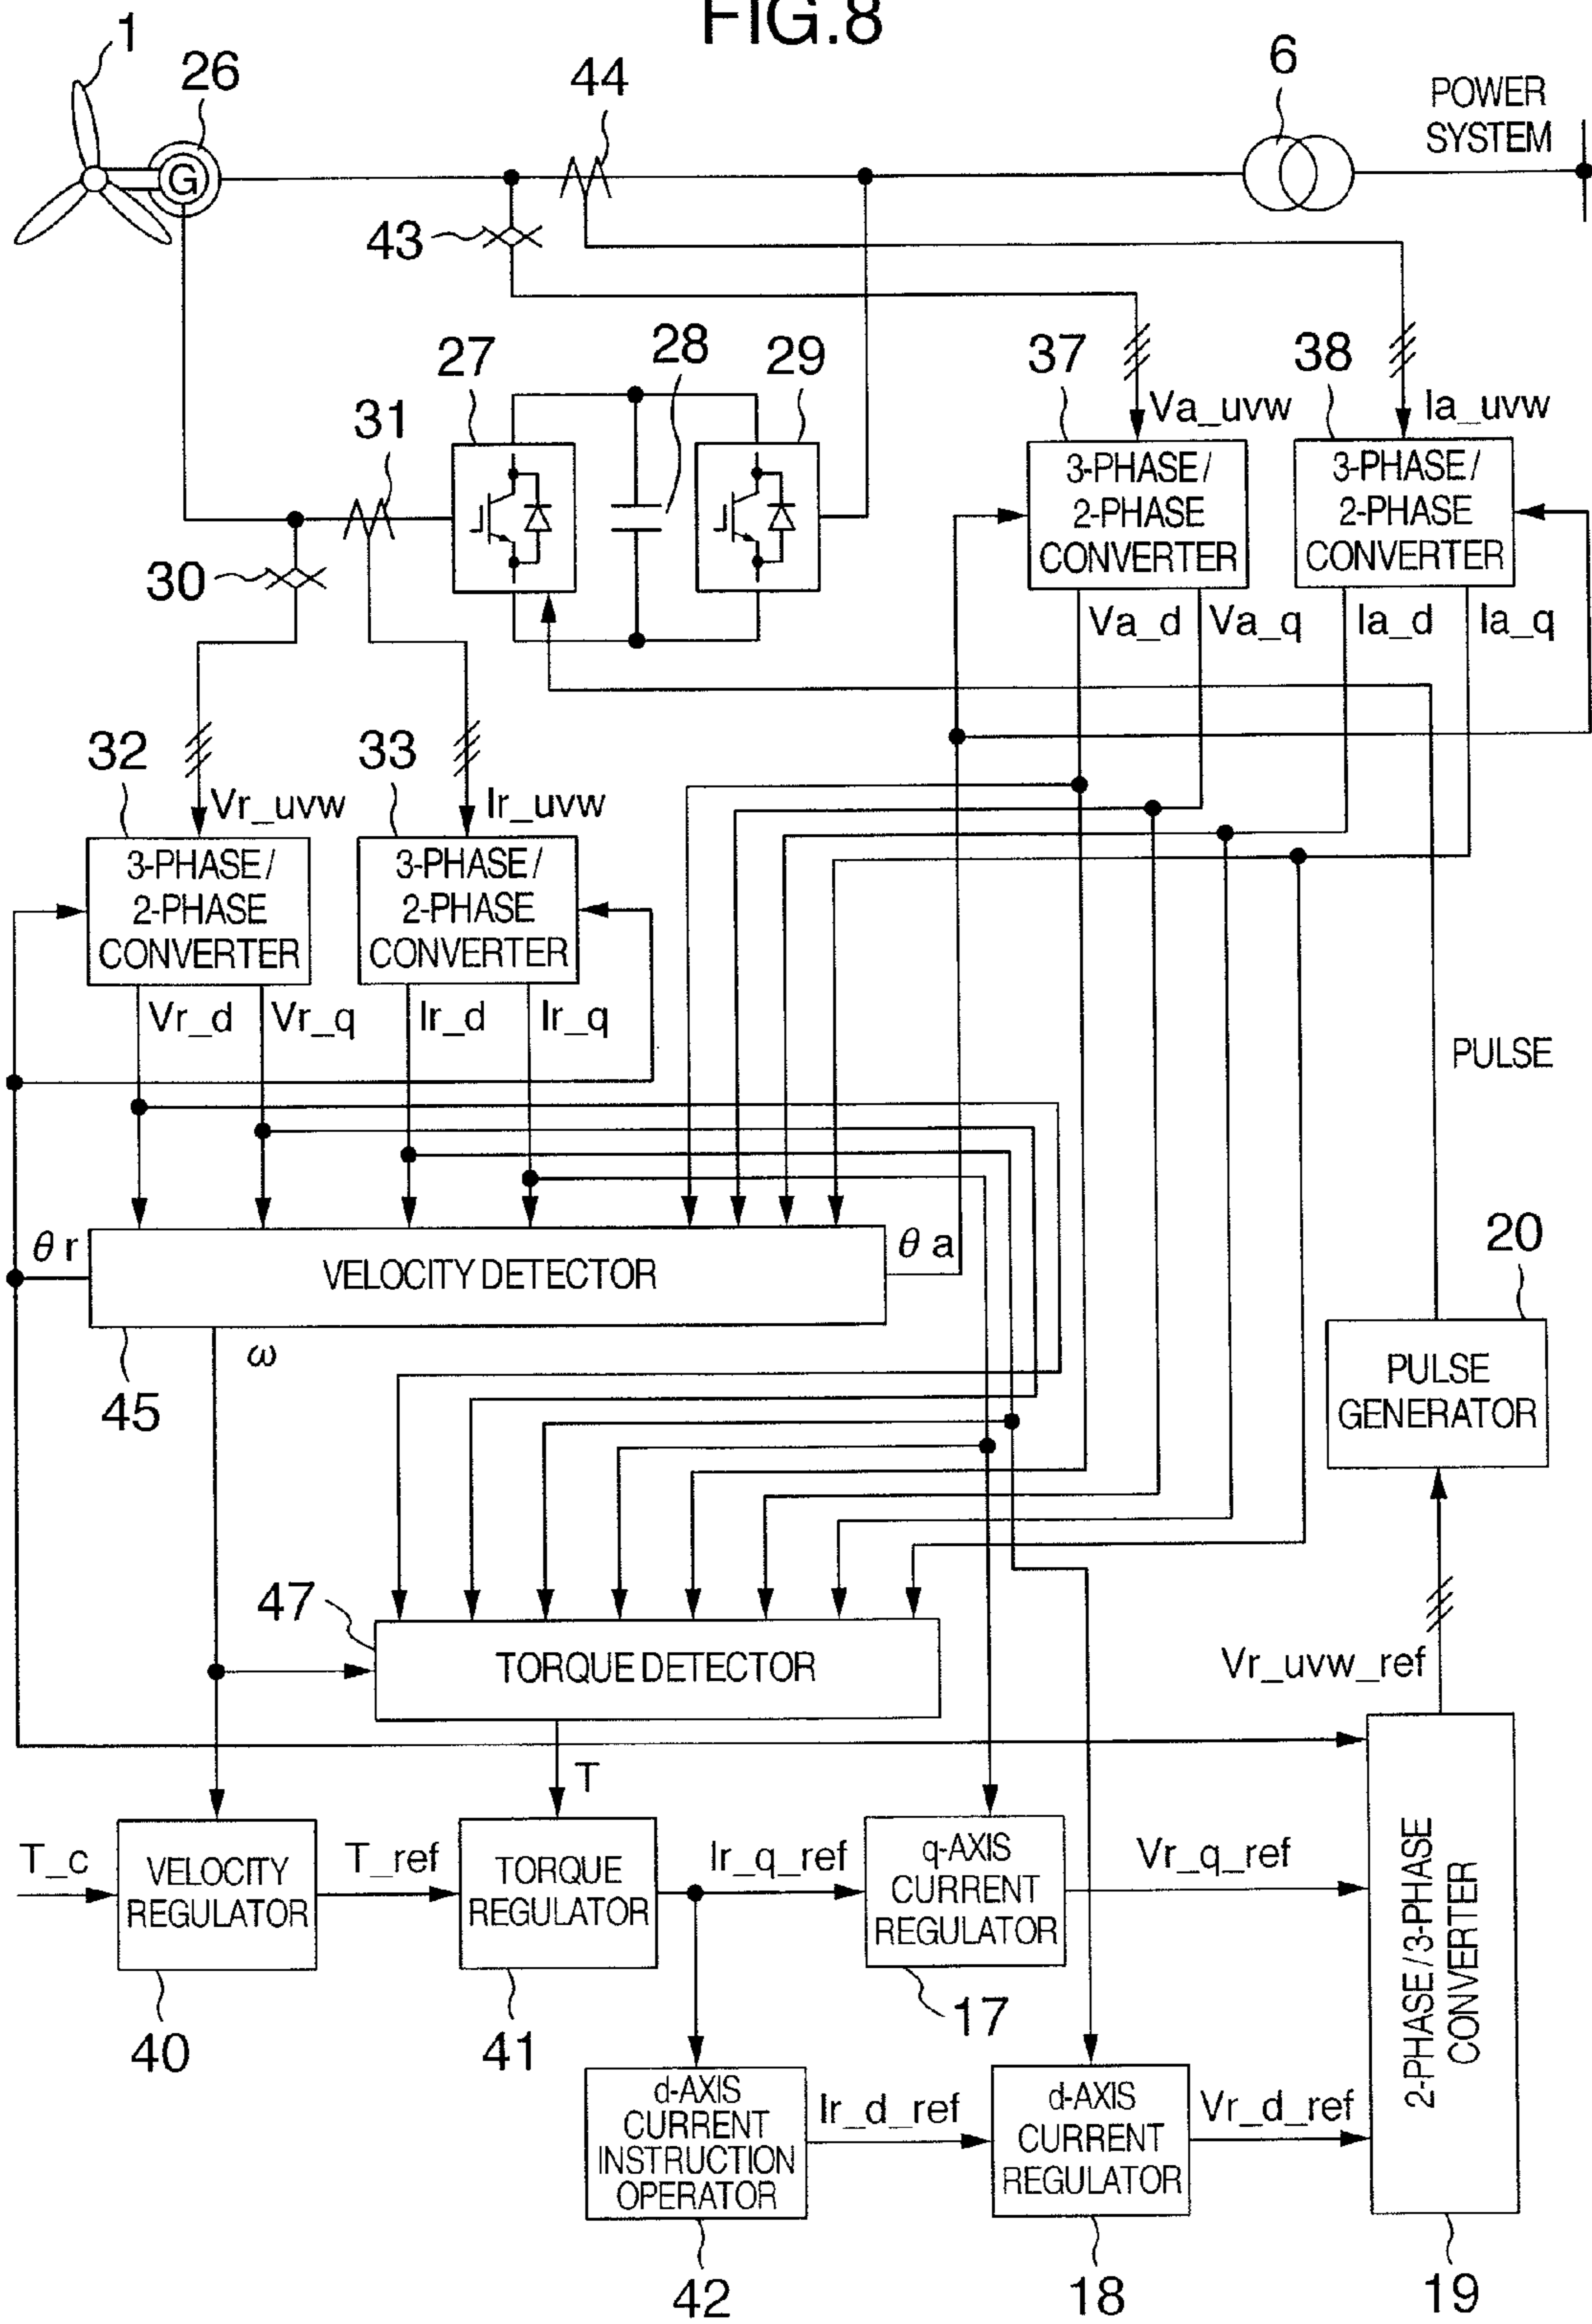 FIG.8
1
26
44
6
POWER
SYSTEM
G
43
27
28
29
37
38
31
Va_uvw
Ia_uvw
3-PHASE/
2-PHASE
CONVERTER
3-PHASE/
2-PHASE
CONVERTER
30
Va_d
Va_q
Ia_d
Ia_q
32
33
Vr_uvw
Ir_uvw
3-PHASE/
2-PHASE
CONVERTER
3-PHASE/
2-PHASE
CONVERTER
Vr_d
Vr_q
Ir_d
Ir_q
PULSE
θr
VELOCITY DETECTOR
θa
20
ω
45
PULSE
GENERATOR
47
TORQUE DETECTOR
Vr_uvw_ref
T
T_c
VELOCITY
REGULATOR
T_ref
TORQUE
REGULATOR
Ir_q_ref
q-AXIS
CURRENT
REGULATOR
Vr_q_ref
2-PHASE/3-PHASE
CONVERTER
40
41
17
d-AXIS
CURRENT
INSTRUCTION
OPERATOR
Ir_d_ref
d-AXIS
CURRENT
REGULATOR
Vr_d_ref
42
18
19